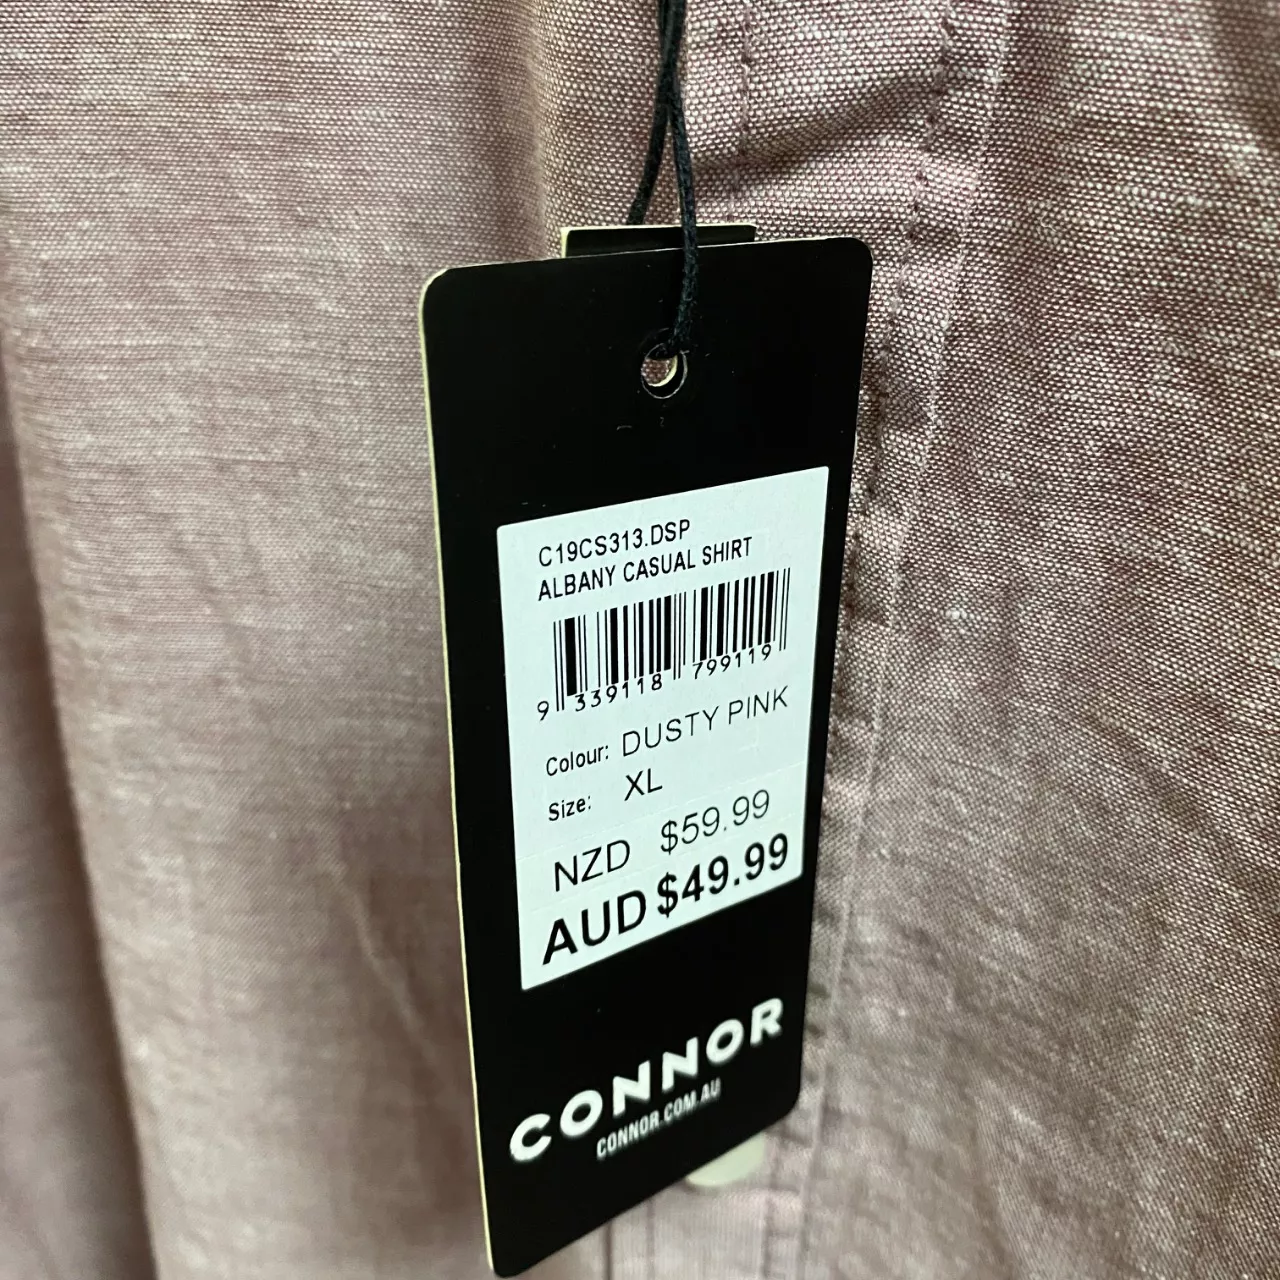 C19CS313.DSP
ALBANY CASUAL SHIRT
9 339118 799119
Colour: DUSTY PINK
Size: XL
NZD $59.99
AUD $49.99
CONNOR
CONNOR.COM.AU